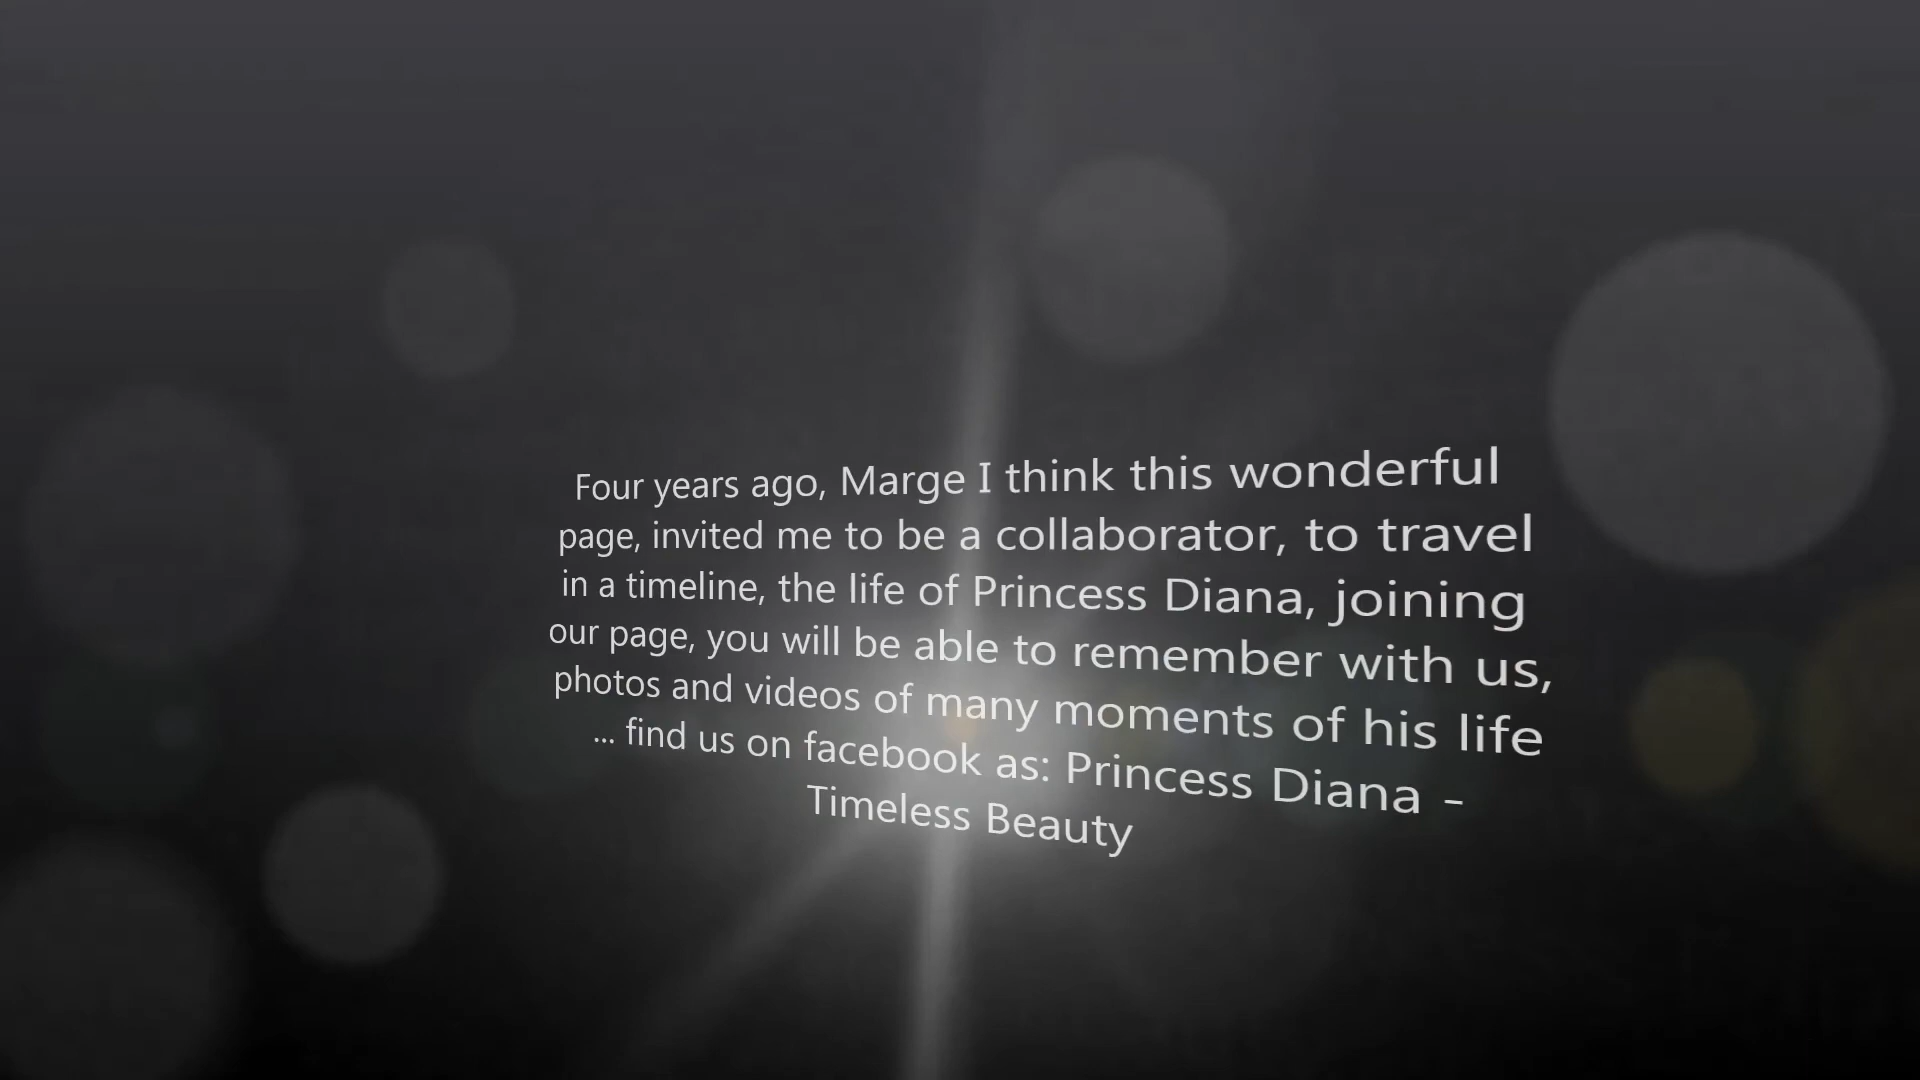 Four years ago, Marge I think this wonderful
page, invited me to be a collaborator, to travel
in a timeline, the life of Princess Diana, joining
our page, you will be able to remember with us,
photos and videos of many moments of his life
... find us on facebook as: Princess Diana -
Timeless Beauty